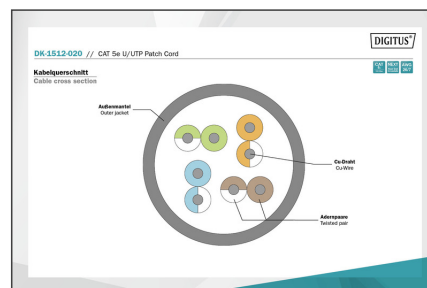 DIGITUS®
DK-1512-020 // CAT 5e U/UTP Patch Cord
Kabelquerschnitt
Cable cross section
Außenmantel
Outer jacket
Cu-Draht
Cu-Wire
Adernpaare
Twisted pair